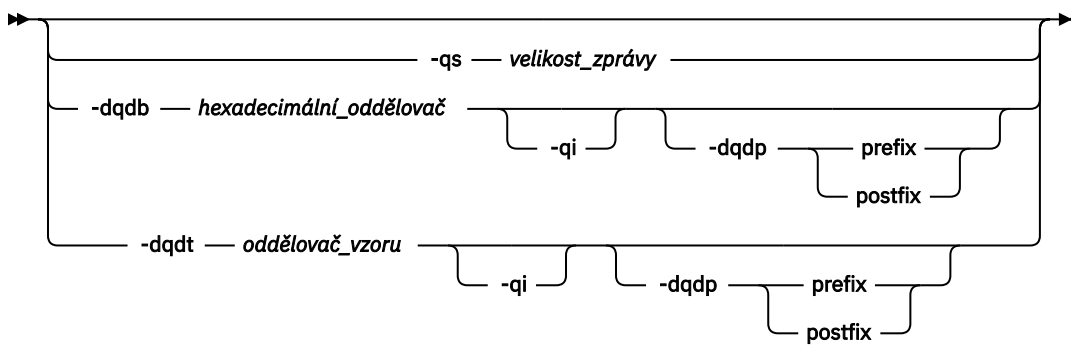 -qs velikost_zprávy
-dqdb hexadecimální_oddělovač
-qi -dqdp prefix
postfix
-dqdt oddělovač_vzoru
-qi -dqdp prefix
postfix